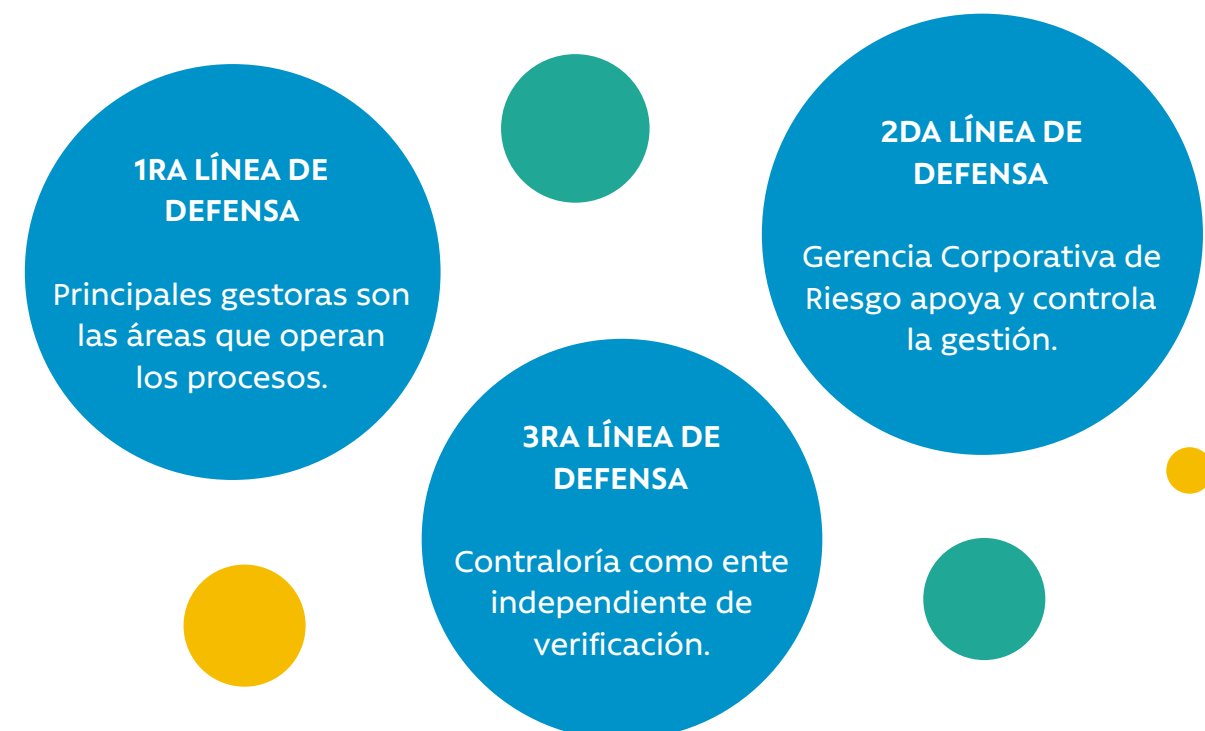 1RA LÍNEA DE
DEFENSA
Principales gestoras son
las áreas que operan
los procesos.
2DA LÍNEA DE
DEFENSA
Gerencia Corporativa de
Riesgo apoya y controla
la gestión.
3RA LÍNEA DE
DEFENSA
Contraloría como ente
independiente de
verificación.